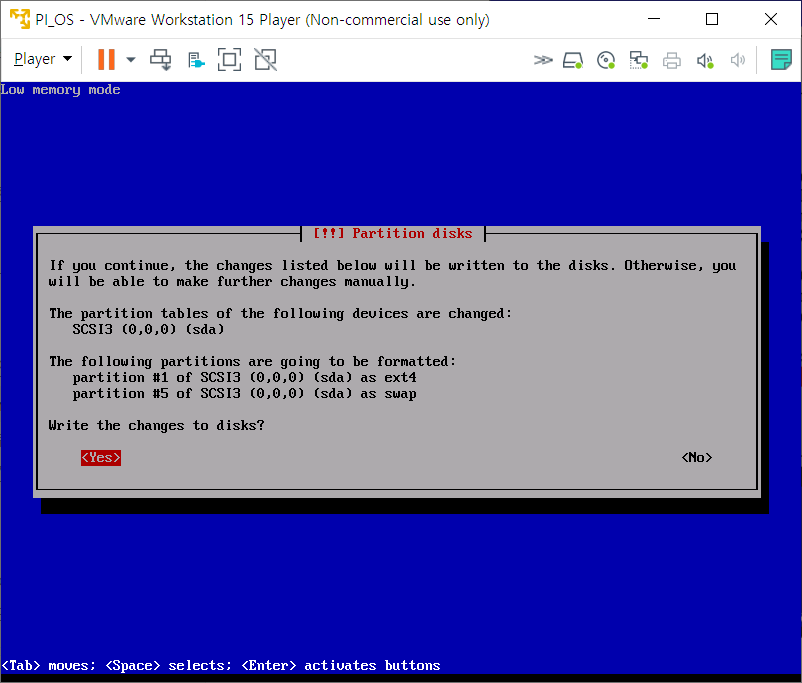 PI_OS - VMware Workstation 15 Player (Non-commercial use only)
Player
Low memory mode
[!!] Partition disks
If you continue, the changes listed below will be written to the disks. Otherwise, you
will be able to make further changes manually.
The partition tables of the following devices are changed:
SCSI3 (0,0,0) (sda)
The following partitions are going to be formatted:
partition #1 of SCSI3 (0,0,0) (sda) as ext4
partition #5 of SCSI3 (0,0,0) (sda) as swap
Write the changes to disks?
<Yes> <No>
<Tab> moves; <Space> selects; <Enter> activates buttons